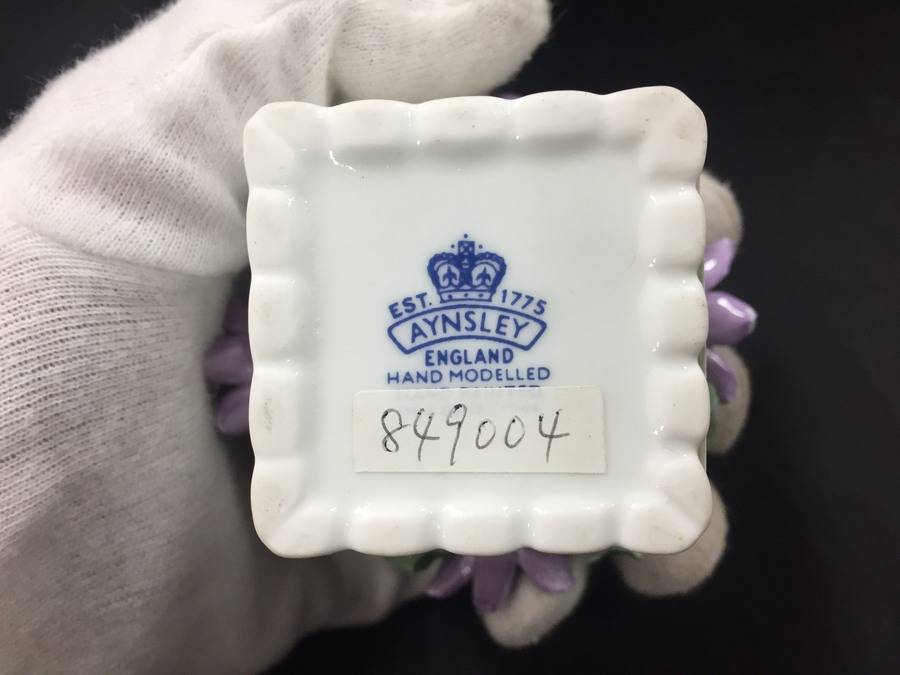 EST. 1775
AYNSLEY
ENGLAND
HAND MODELLED
849004